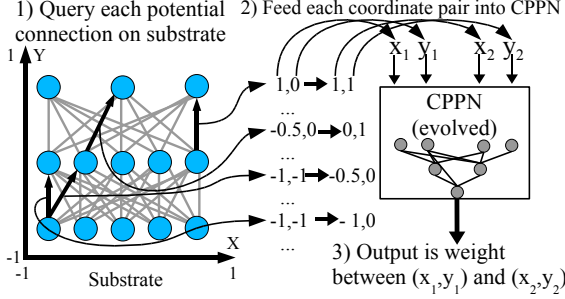 1) Query each potential connection on substrate
2) Feed each coordinate pair into CPPN
1 Y
X
-1
-1
Substrate
1
1,0 1,1
...
-0.5,0 0,1
...
-1,-1 -0.5,0
...
-1,-1 - 1,0
...
x1 y1 x2 y2
CPPN
(evolved)
3) Output is weight
between (x1,y1) and (x2,y2)